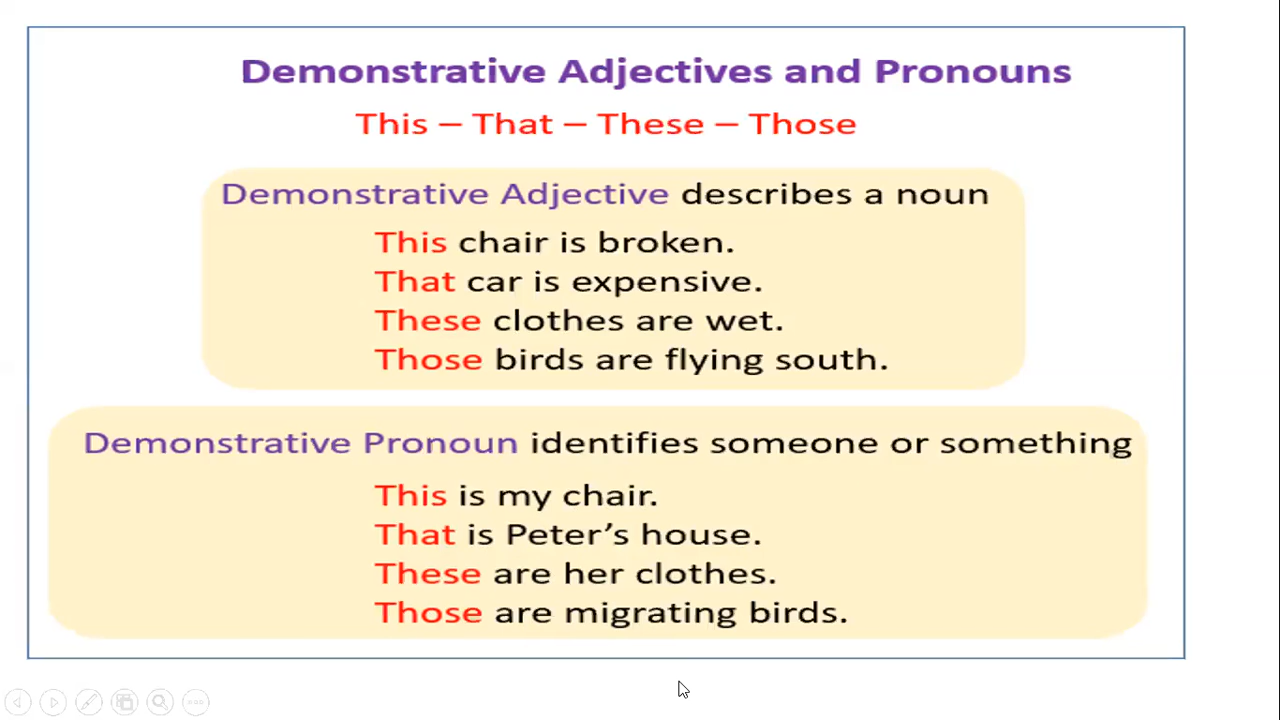 Demonstrative Adjectives and Pronouns
This – That – These – Those
Demonstrative Adjective describes a noun
This chair is broken.
That car is expensive.
These clothes are wet.
Those birds are flying south.
Demonstrative Pronoun identifies someone or something
This is my chair.
That is Peter’s house.
These are her clothes.
Those are migrating birds.